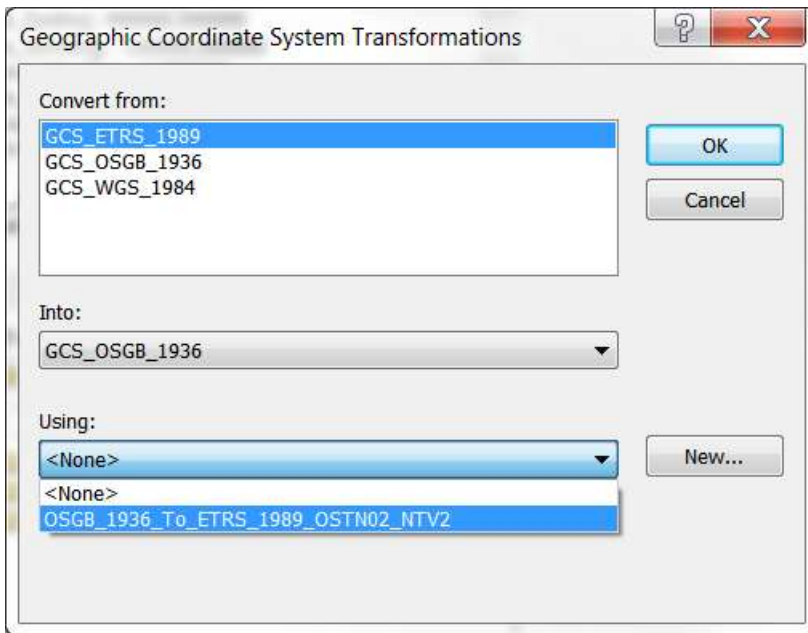 Geographic Coordinate System Transformations
Convert from:
GCS_ETRS_1989
GCS_OSGB_1936
GCS_WGS_1984
OK
Cancel
Into:
GCS_OSGB_1936
Using:
<None>
New...
<None>
OSGB_1936_To_ETRS_1989_OSTN02_NTV2